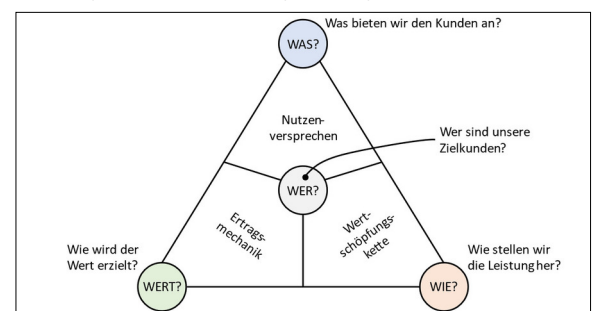 Was bieten wir den Kunden an?
WAS?
Nutzen-
versprechen
Wer sind unsere
Zielkunden?
WER?
Ertrags-
mechanik
Wert-
schöpfungs-
kette
Wie wird der
Wert erzielt?
Wie stellen wir
die Leistung her?
WERT?
WIE?